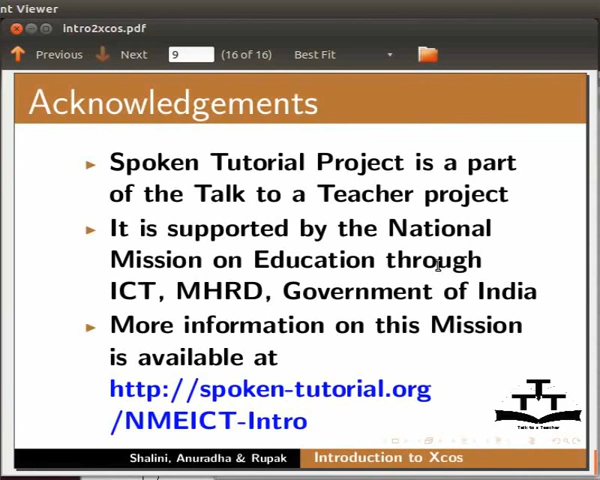 nt Viewer
intro2xcos.pdf
Previous Next 9 (16 of 16) Best Fit
Acknowledgements
Spoken Tutorial Project is a part
of the Talk to a Teacher project
It is supported by the National
Mission on Education through
ICT, MHRD, Government of India
More information on this Mission
is available at
http://spoken-tutorial.org
/NMEICT-Intro
T
T T
Talk to a Teacher
Shalini, Anuradha & Rupak Introduction to Xcos